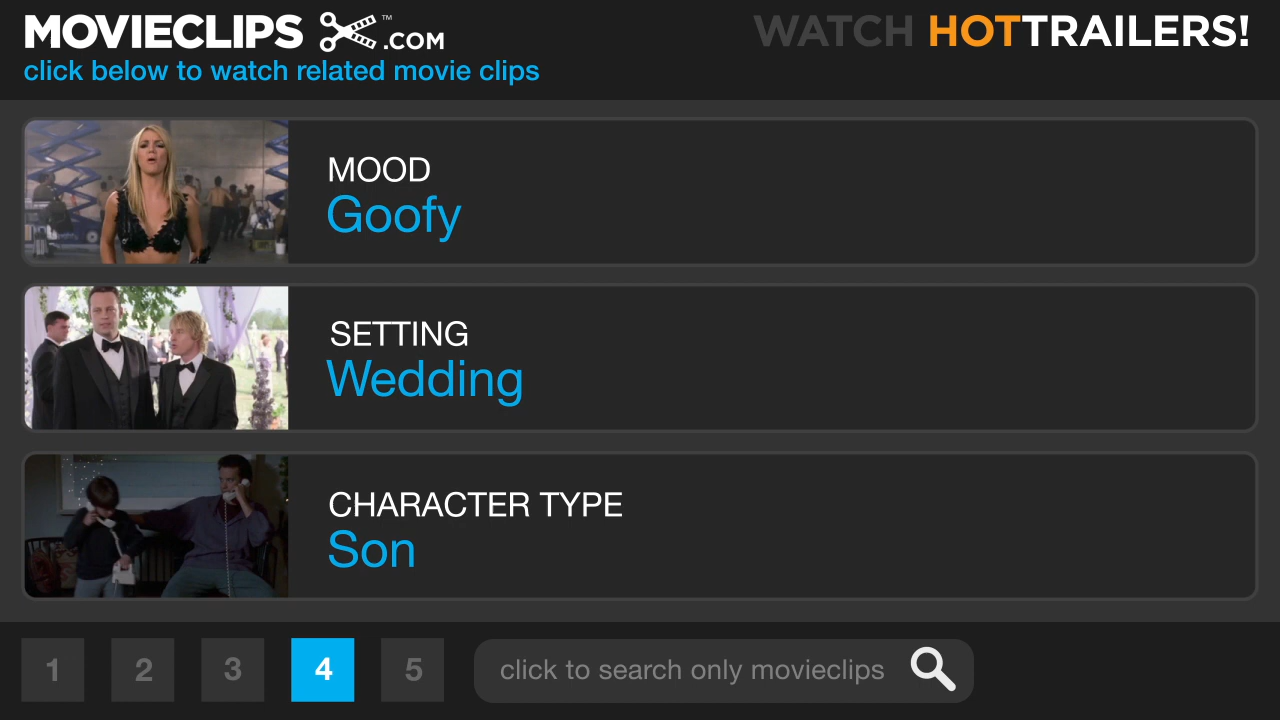 MOVIECLIPS ™ .COM
WATCH HOTTRAILERS!
click below to watch related movie clips
MOOD
Goofy
SETTING
Wedding
CHARACTER TYPE
Son
1 2 3 4 5 click to search only movieclips